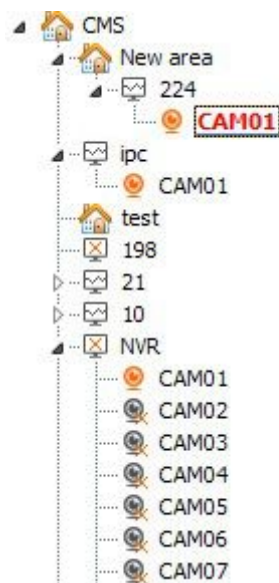 CMS
New area
224
CAM01
ipc
CAM01
test
198
21
10
NVR
CAM01
CAM02
CAM03
CAM04
CAM05
CAM06
CAM07